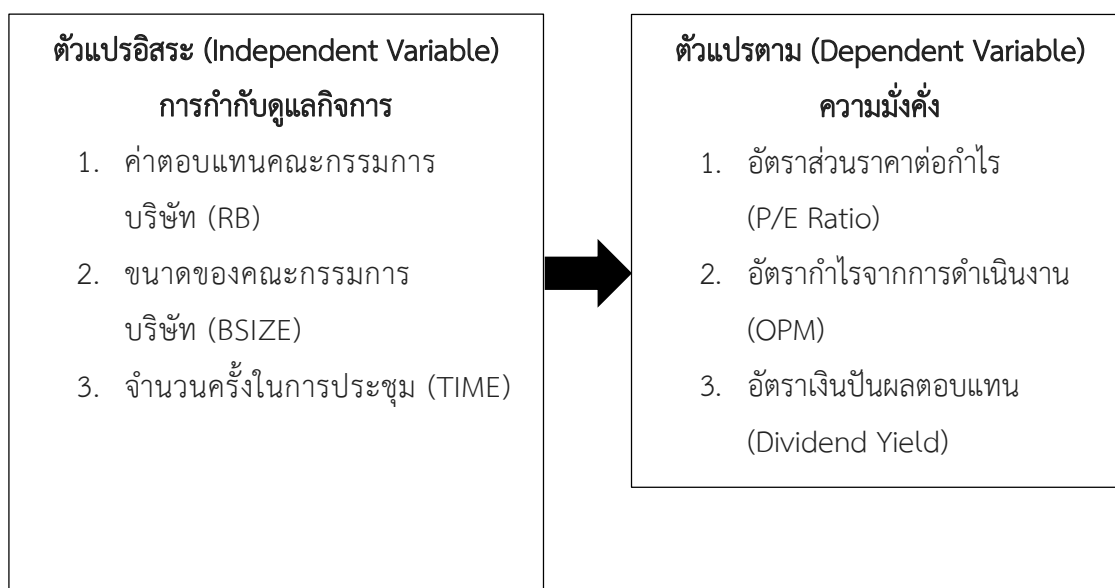 ตัวแปรอิสระ (Independent Variable)
การกำกับดูแลกิจการ
1. ค่าตอบแทนคณะกรรมการ
บริษัท (RB)
2. ขนาดของคณะกรรมการ
บริษัท (BSIZE)
3. จำนวนครั้งในการประชุม (TIME)
ตัวแปรตาม (Dependent Variable)
ความมั่งคั่ง
1. อัตราส่วนราคาต่อกำไร
(P/E Ratio)
2. อัตรากำไรจากการดำเนินงาน
(OPM)
3. อัตราเงินปันผลตอบแทน
(Dividend Yield)